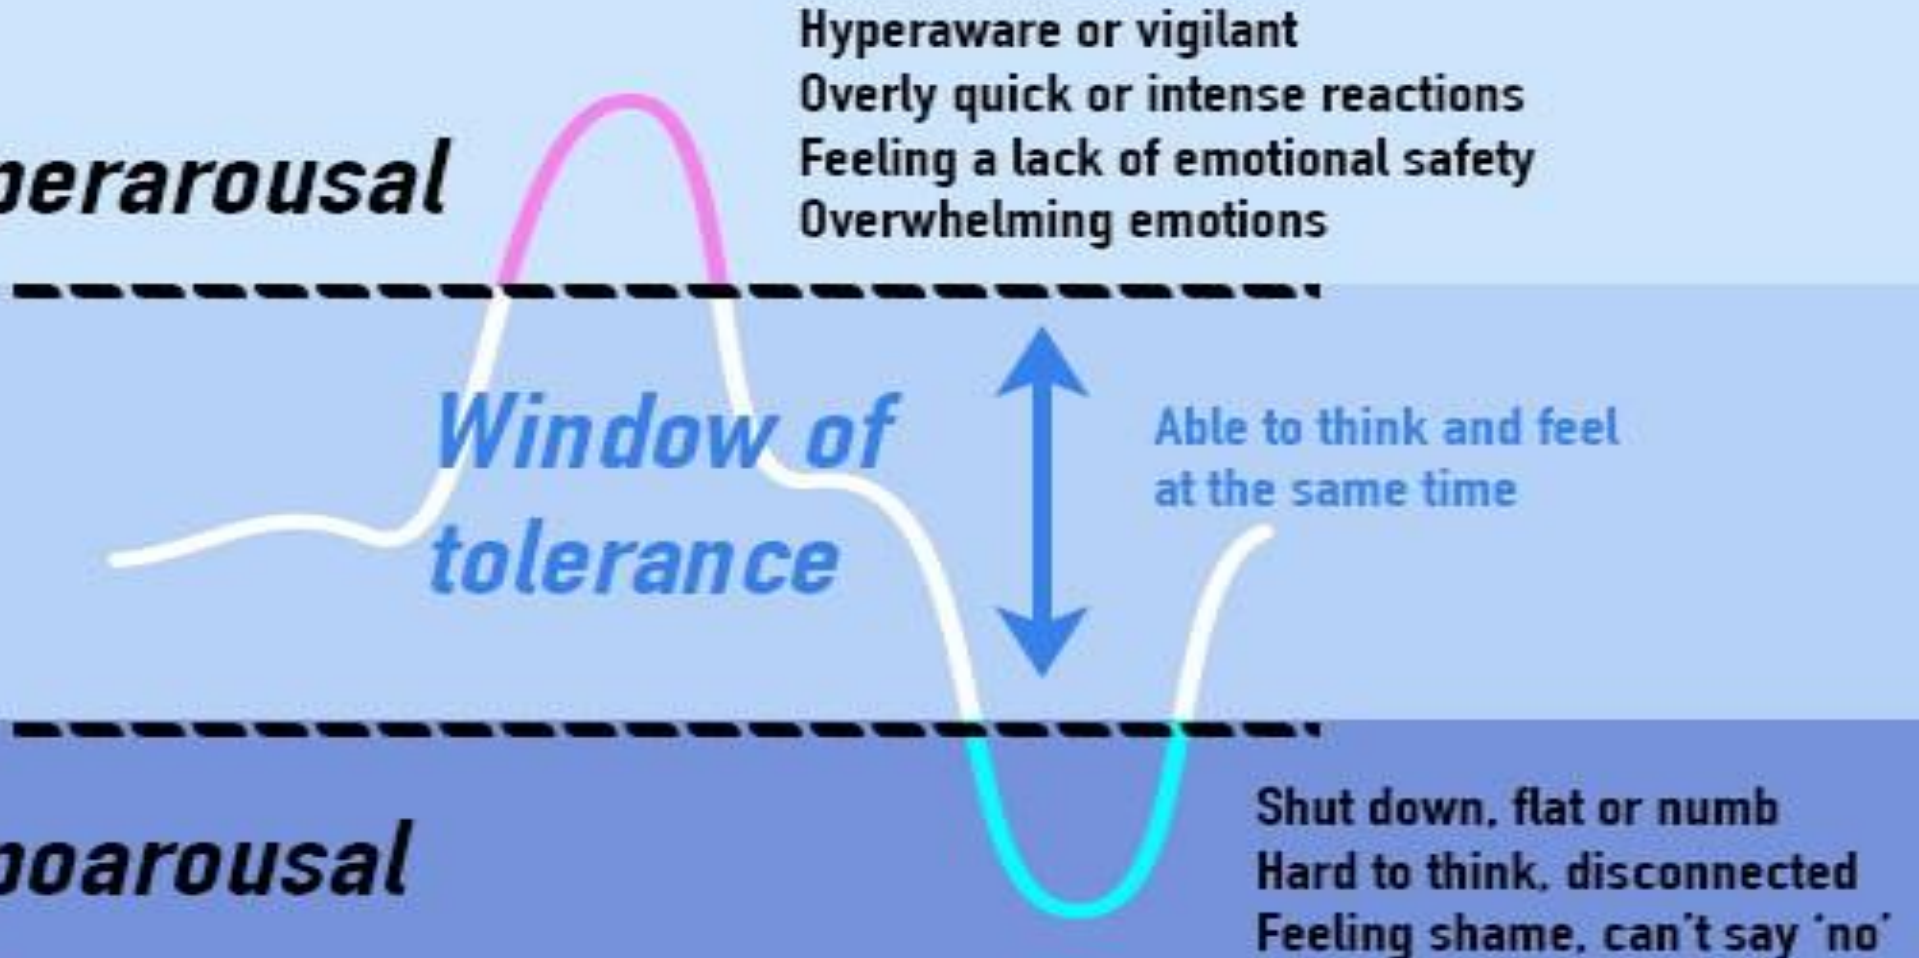 Hyperaware or vigilant
Overly quick or intense reactions
Feeling a lack of emotional safety
Overwhelming emotions
perarousal
Window of
tolerance
Able to think and feel
at the same time
poarousal
Shut down, flat or numb
Hard to think, disconnected
Feeling shame, can't say 'no'